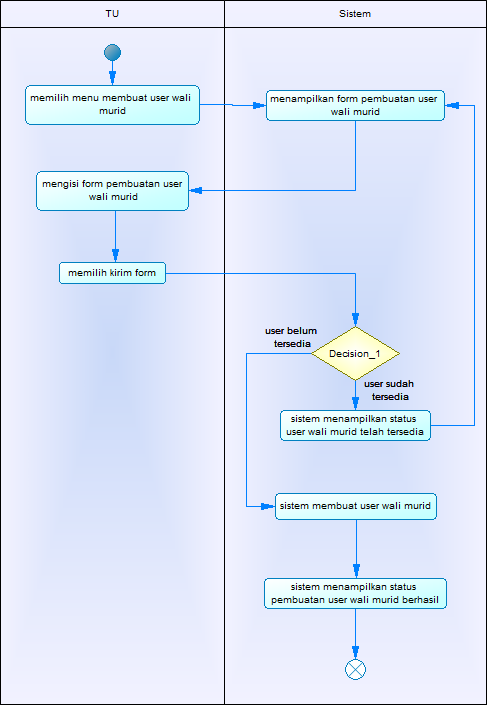 TU
Sistem
memilih menu membuat user wali
murid
menampilkan form pembuatan user
wali murid
mengisi form pembuatan user
wali murid
memilih kirim form
user belum
tersedia
Decision_1
user sudah
tersedia
sistem menampilkan status
user wali murid telah tersedia
sistem membuat user wali murid
sistem menampilkan status
pembuatan user wali murid berhasil